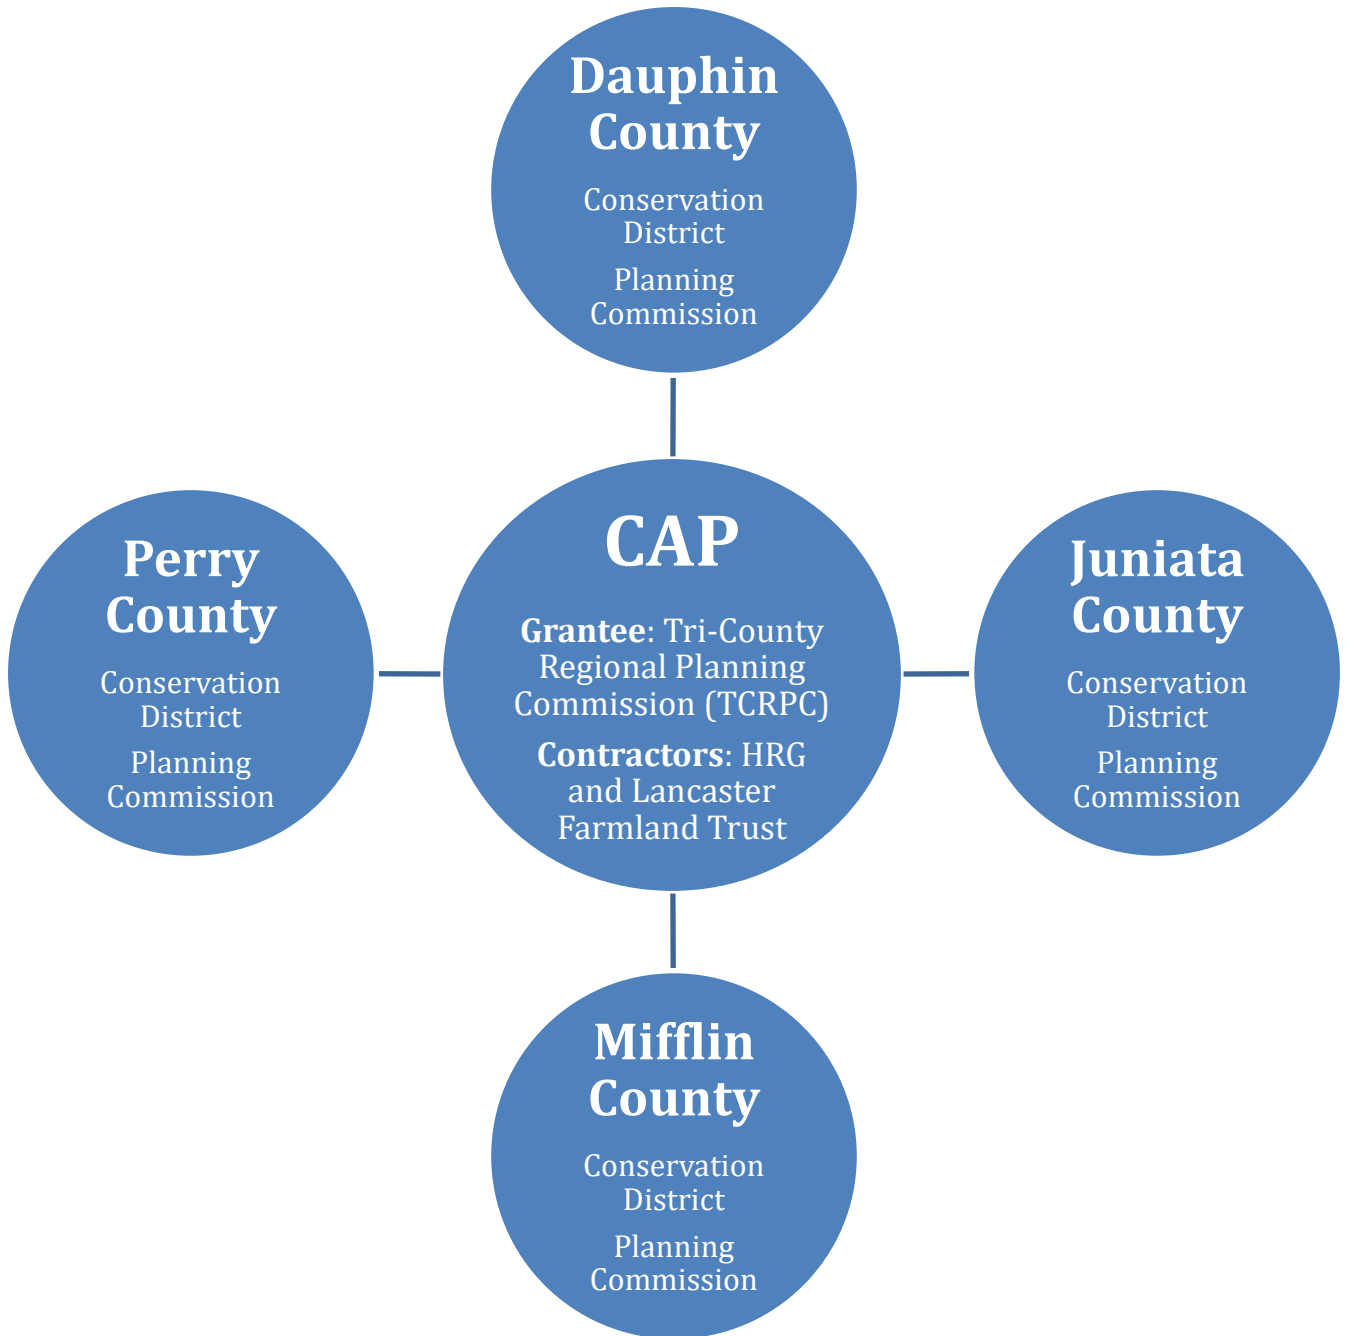 Dauphin
County
Conservation
District
Planning
Commission
Perry
County
Conservation
District
Planning
Commission
CAP
Grantee: Tri-County
Regional Planning
Commission (TCRPC)
Contractors: HRG
and Lancaster
Farmland Trust
Juniata
County
Conservation
District
Planning
Commission
Mifflin
County
Conservation
District
Planning
Commission